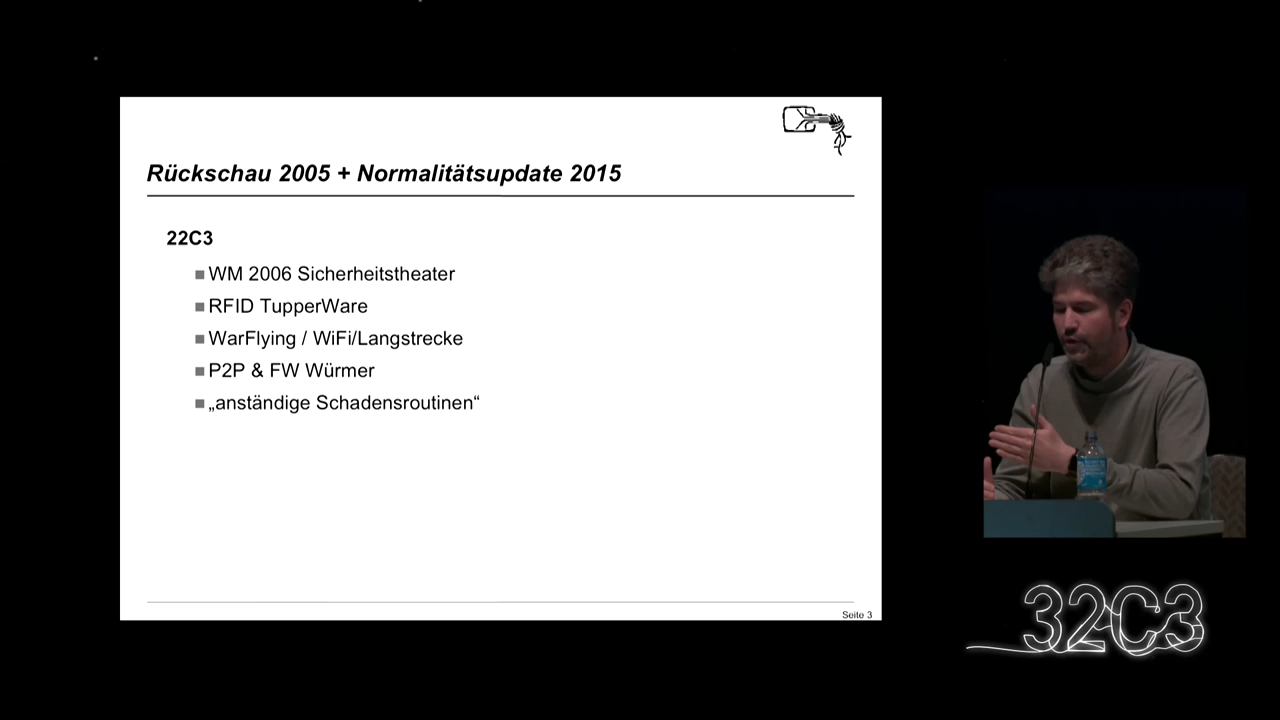 Rückschau 2005 + Normalitätsupdate 2015
22C3
WM 2006 Sicherheitstheater
RFID TupperWare
WarFlying / WiFi/Langstrecke
P2P & FW Würmer
„anständige Schadensroutinen“
Seite 3
32C3